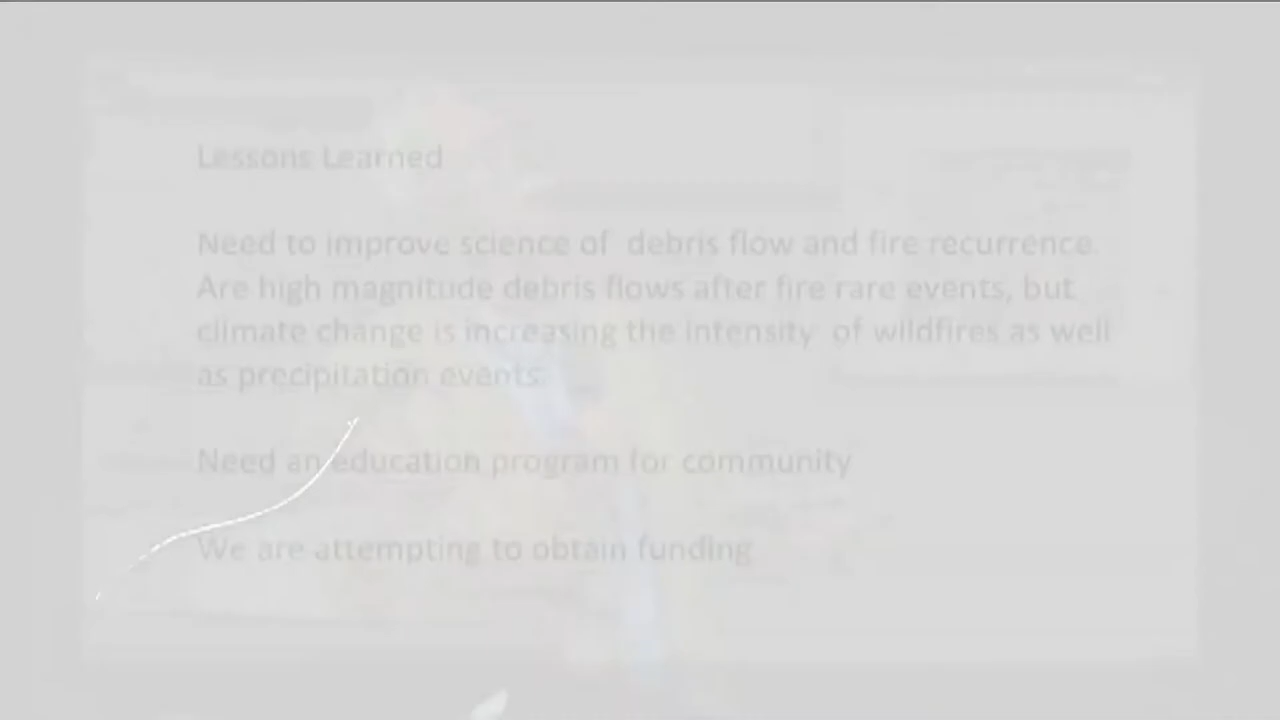 Lessons Learned
Need to improve science of debris flow and fire recurrence.
Are high magnitude debris flows after fire rare events, but
climate change is increasing the intensity of wildfires as well
as precipitation events.
Need an education program for community
We are attempting to obtain funding